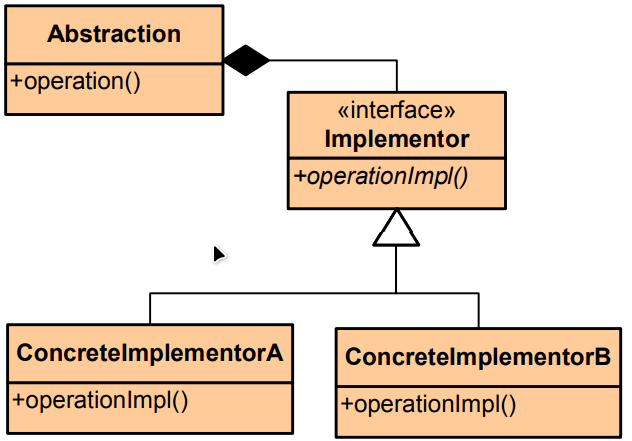 Abstraction
+operation()
«interface»
Implementor
+operationImpl()
ConcreteImplementorA
+operationImpl()
ConcreteImplementorB
+operationImpl()